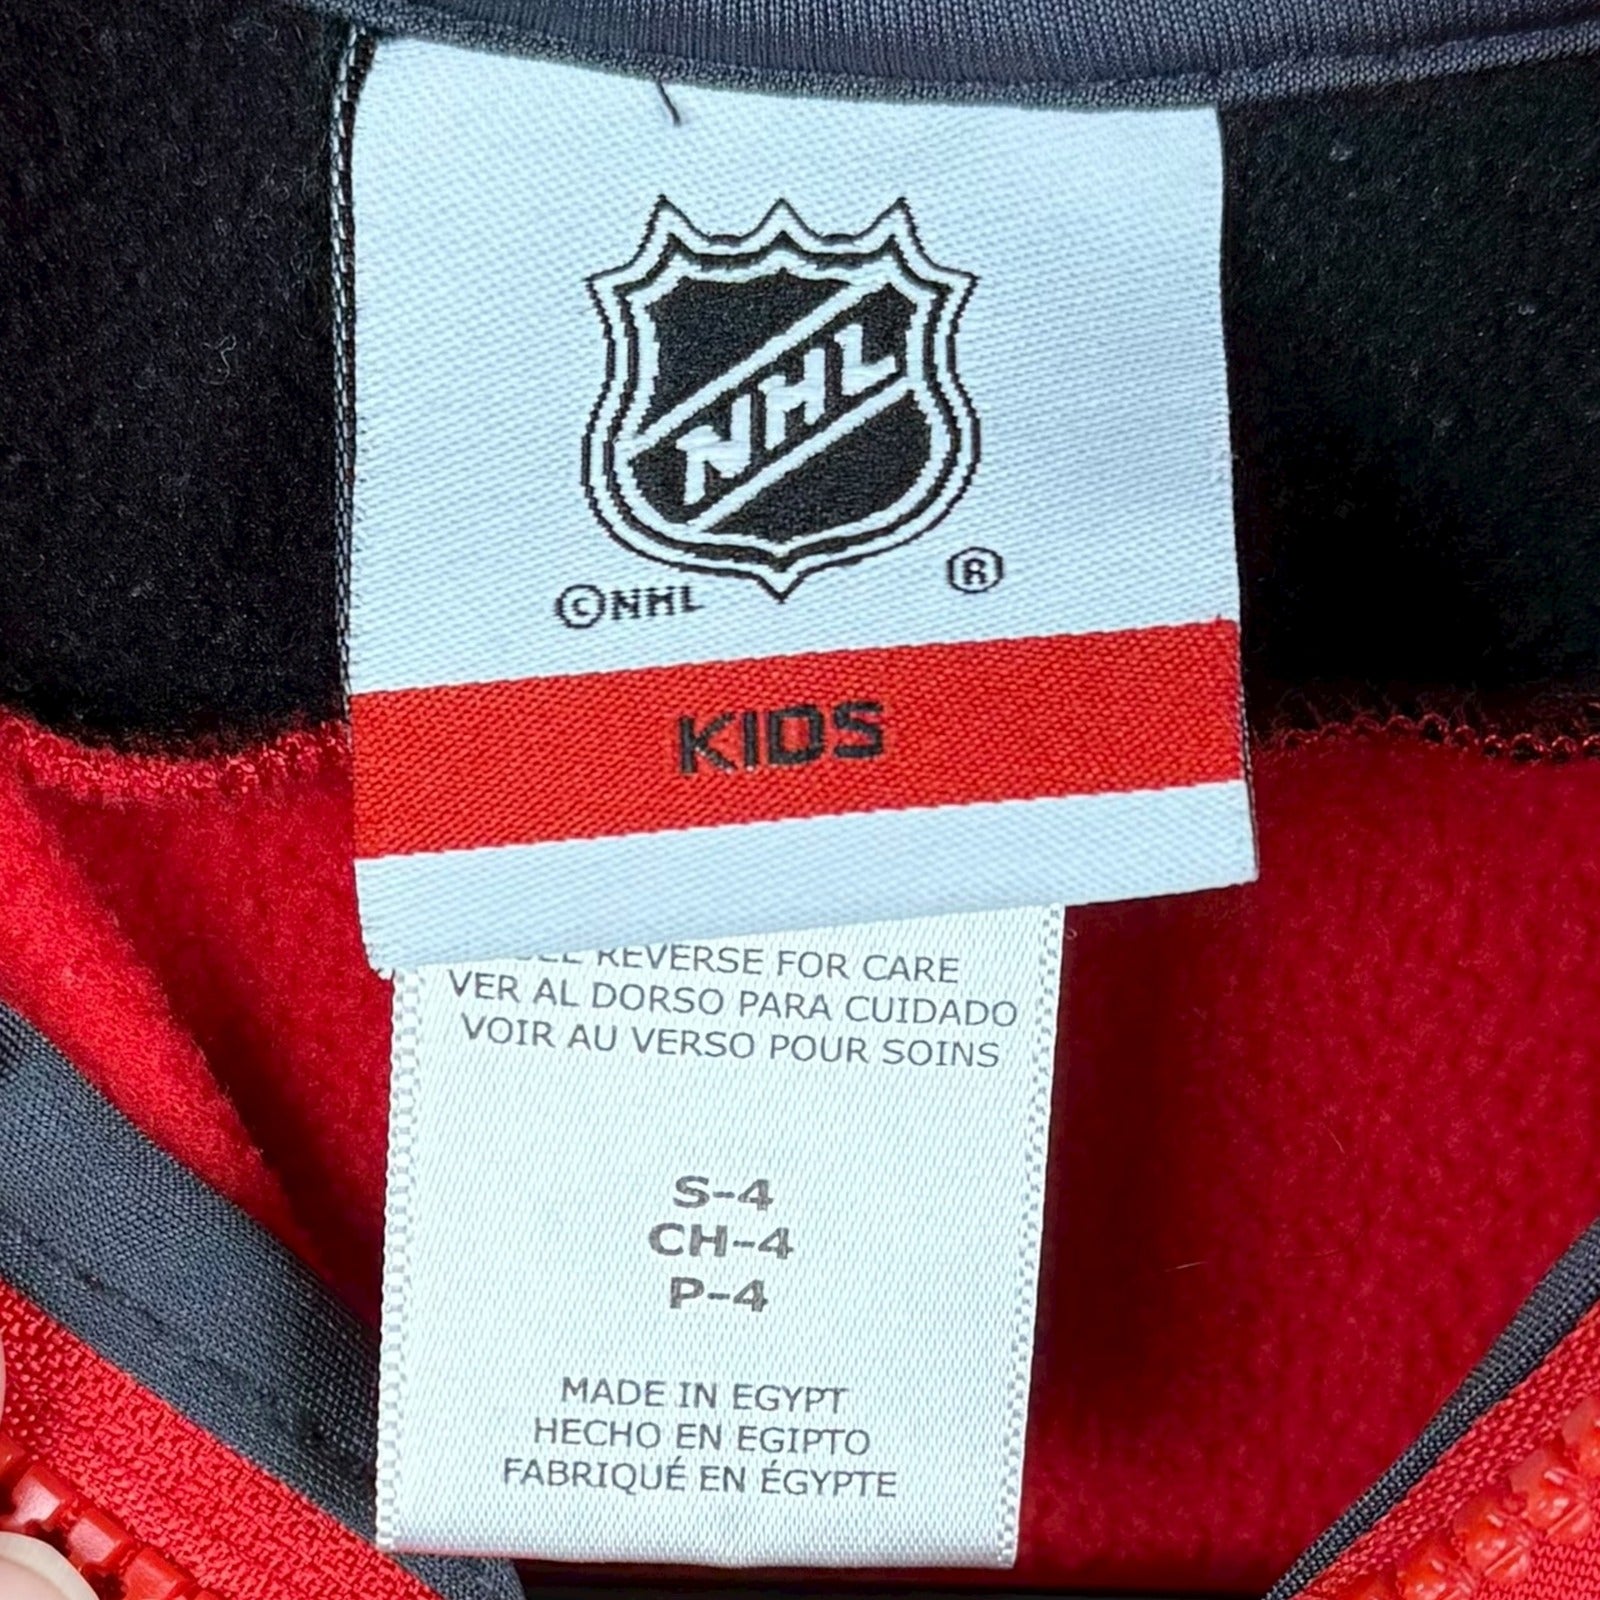 NHL
©NHL ®
KIDS
REVERSE FOR CARE
VER AL DORSO PARA CUIDADO
VOIR AU VERSO POUR SOINS
S-4
CH-4
P-4
MADE IN EGYPT
HECHO EN EGIPTO
FABRIQUÉ EN ÉGYPTE